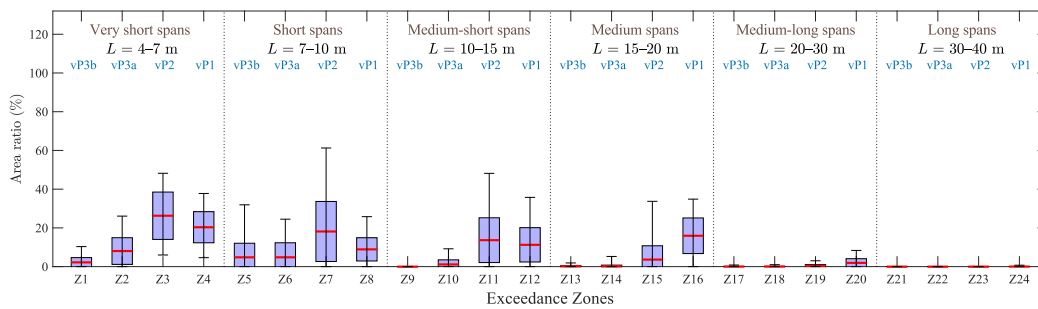 120
100
80
60
40
20
0
Area ratio (%)
Very short spans
L = 4–7 m
vP3b vP3a vP2 vP1
Short spans
L = 7–10 m
vP3b vP3a vP2 vP1
Medium-short spans
L = 10–15 m
vP3b vP3a vP2 vP1
Medium spans
L = 15–20 m
vP3b vP3a vP2 vP1
Medium-long spans
L = 20–30 m
vP3b vP3a vP2 vP1
Long spans
L = 30–40 m
vP3b vP3a vP2 vP1
Z1 Z2 Z3 Z4 Z5 Z6 Z7 Z8 Z9 Z10 Z11 Z12 Z13 Z14 Z15 Z16 Z17 Z18 Z19 Z20 Z21 Z22 Z23 Z24
Exceedance Zones